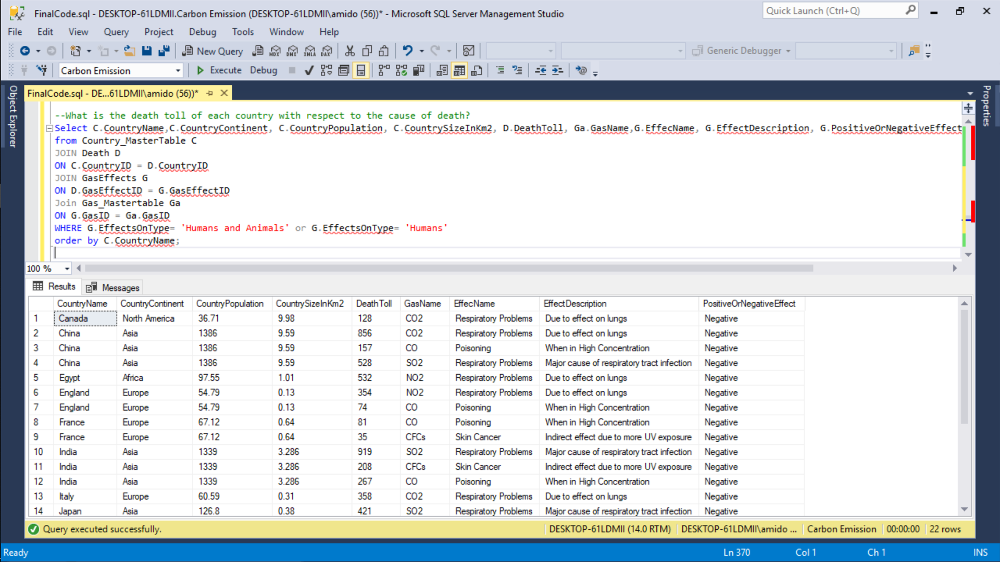 FinalCode.sql - DESKTOP-61LDMII.Carbon Emission (DESKTOP-61LDMII\amido (56))* - Microsoft SQL Server Management Studio
Quick Launch (Ctrl+Q)
File Edit View Query Project Debug Tools Window Help
New Query MDX DMX XMLA DAX Generic Debugger
Carbon Emission Execute Debug
Object Explorer
Properties
FinalCode.sql - DE...61LDMII\amido (56))*
--What is the death toll of each country with respect to the cause of death?
Select C.CountryName,C.CountryContinent, C.CountryPopulation, C.CountrySizeInKm2, D.DeathToll, Ga.GasName,G.EffecName, G.EffectDescription, G.PositiveOrNegativeEffect
from Country_MasterTable C
JOIN Death D
ON C.CountryID = D.CountryID
JOIN GasEffects G
ON D.GasEffectID = G.GasEffectID
Join Gas_Mastertable Ga
ON G.GasID = Ga.GasID
WHERE G.EffectsOnType= 'Humans and Animals' or G.EffectsOnType= 'Humans'
order by C.CountryName;
100 %
Results Messages
CountryName CountryContinent CountryPopulation CountrySizeInKm2 DeathToll GasName EffecName EffectDescription PositiveOrNegativeEffect
1 Canada North America 36.71 9.98 128 CO2 Respiratory Problems Due to effect on lungs Negative
2 China Asia 1386 9.59 856 CO2 Respiratory Problems Due to effect on lungs Negative
3 China Asia 1386 9.59 157 CO Poisoning When in High Concentration Negative
4 China Asia 1386 9.59 528 SO2 Respiratory Problems Major cause of respiratory tract infection Negative
5 Egypt Africa 97.55 1.01 532 NO2 Respiratory Problems Due to effect on lungs Negative
6 England Europe 54.79 0.13 354 NO2 Respiratory Problems Due to effect on lungs Negative
7 England Europe 54.79 0.13 74 CO Poisoning When in High Concentration Negative
8 France Europe 67.12 0.64 81 CO Poisoning When in High Concentration Negative
9 France Europe 67.12 0.64 35 CFCs Skin Cancer Indirect effect due to more UV exposure Negative
10 India Asia 1339 3.286 919 SO2 Respiratory Problems Major cause of respiratory tract infection Negative
11 India Asia 1339 3.286 208 CFCs Skin Cancer Indirect effect due to more UV exposure Negative
12 India Asia 1339 3.286 267 CO Poisoning When in High Concentration Negative
13 Italy Europe 60.59 0.31 358 CO2 Respiratory Problems Due to effect on lungs Negative
14 Japan Asia 126.8 0.38 421 SO2 Respiratory Problems Major cause of respiratory tract infection Negative
Query executed successfully. DESKTOP-61LDMII (14.0 RTM) DESKTOP-61LDMII\amido ... Carbon Emission 00:00:00 22 rows
Ready Ln 370 Col 1 Ch 1 INS